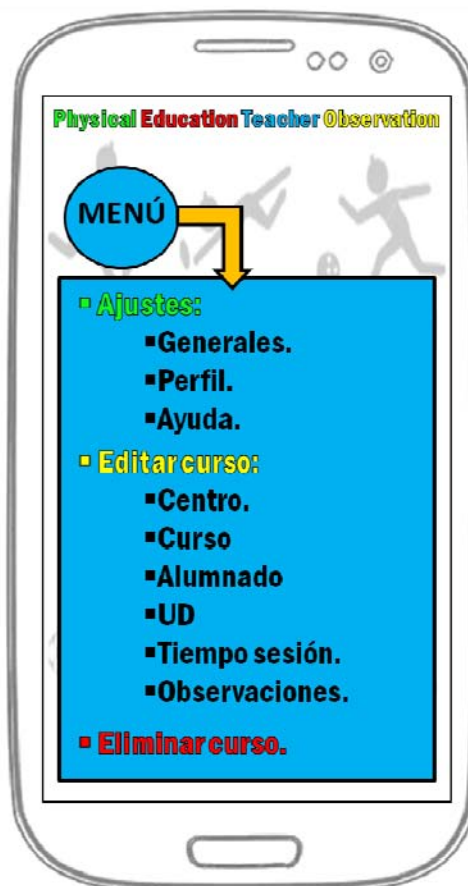 Physical Education Teacher Observation
MENÚ
▪ Ajustes:
▪Generales.
▪Perfil.
▪Ayuda.
▪ Editar curso:
▪Centro.
▪Curso
▪Alumnado
▪UD
▪Tiempo sesión.
▪Observaciones.
▪ Eliminar curso.